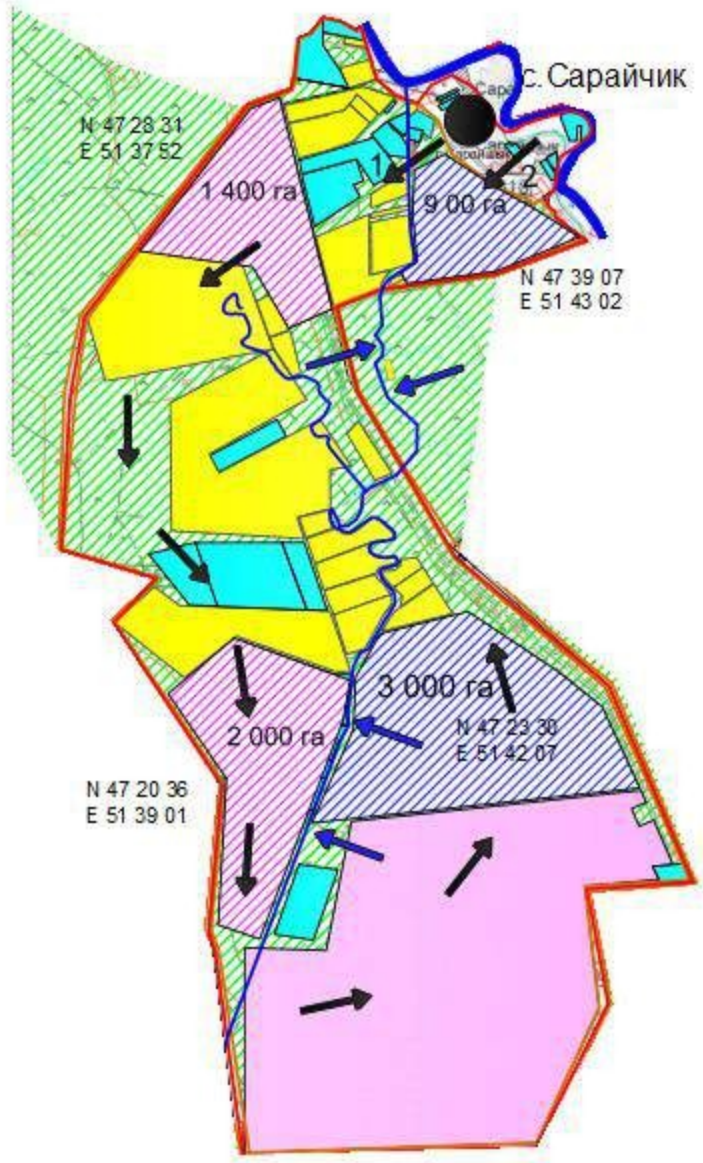 с. Сарайчик
N 47 28 31
E 51 37 52
1
2
1 400 га
9 00 га
N 47 39 07
E 51 43 02
3 000 га
N 47 23 30
E 51 42 07
2 000 га
N 47 20 36
E 51 39 01